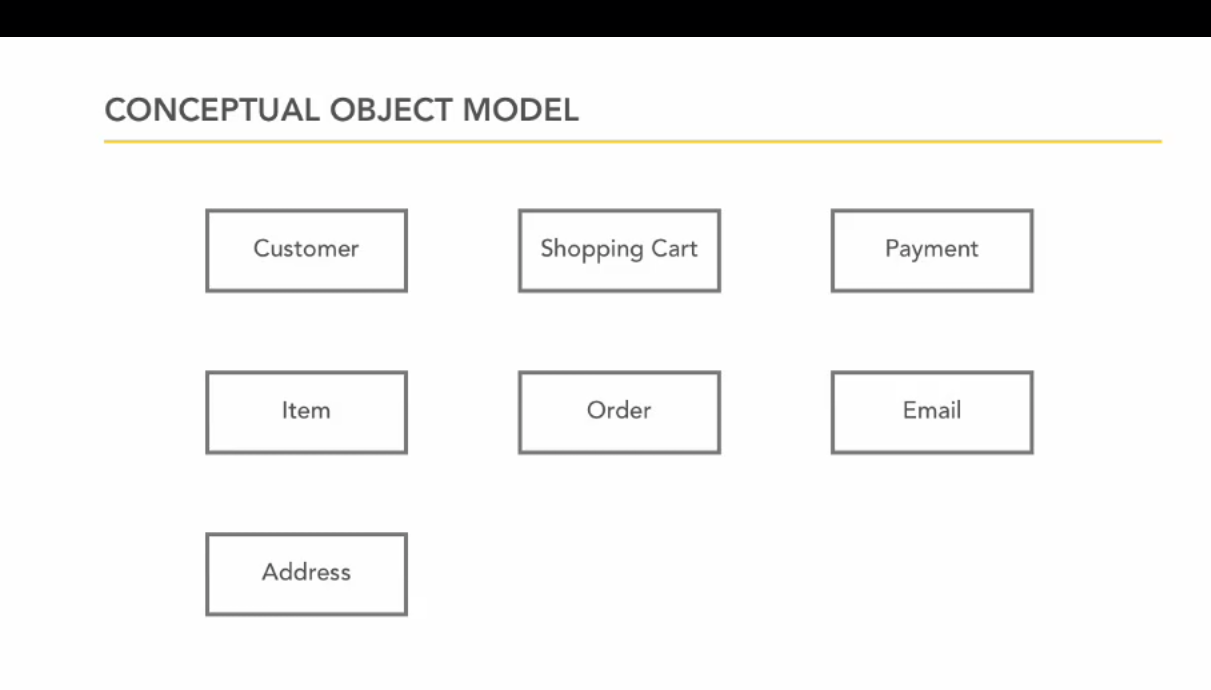 CONCEPTUAL OBJECT MODEL
Customer
Shopping Cart
Payment
Item
Order
Email
Address